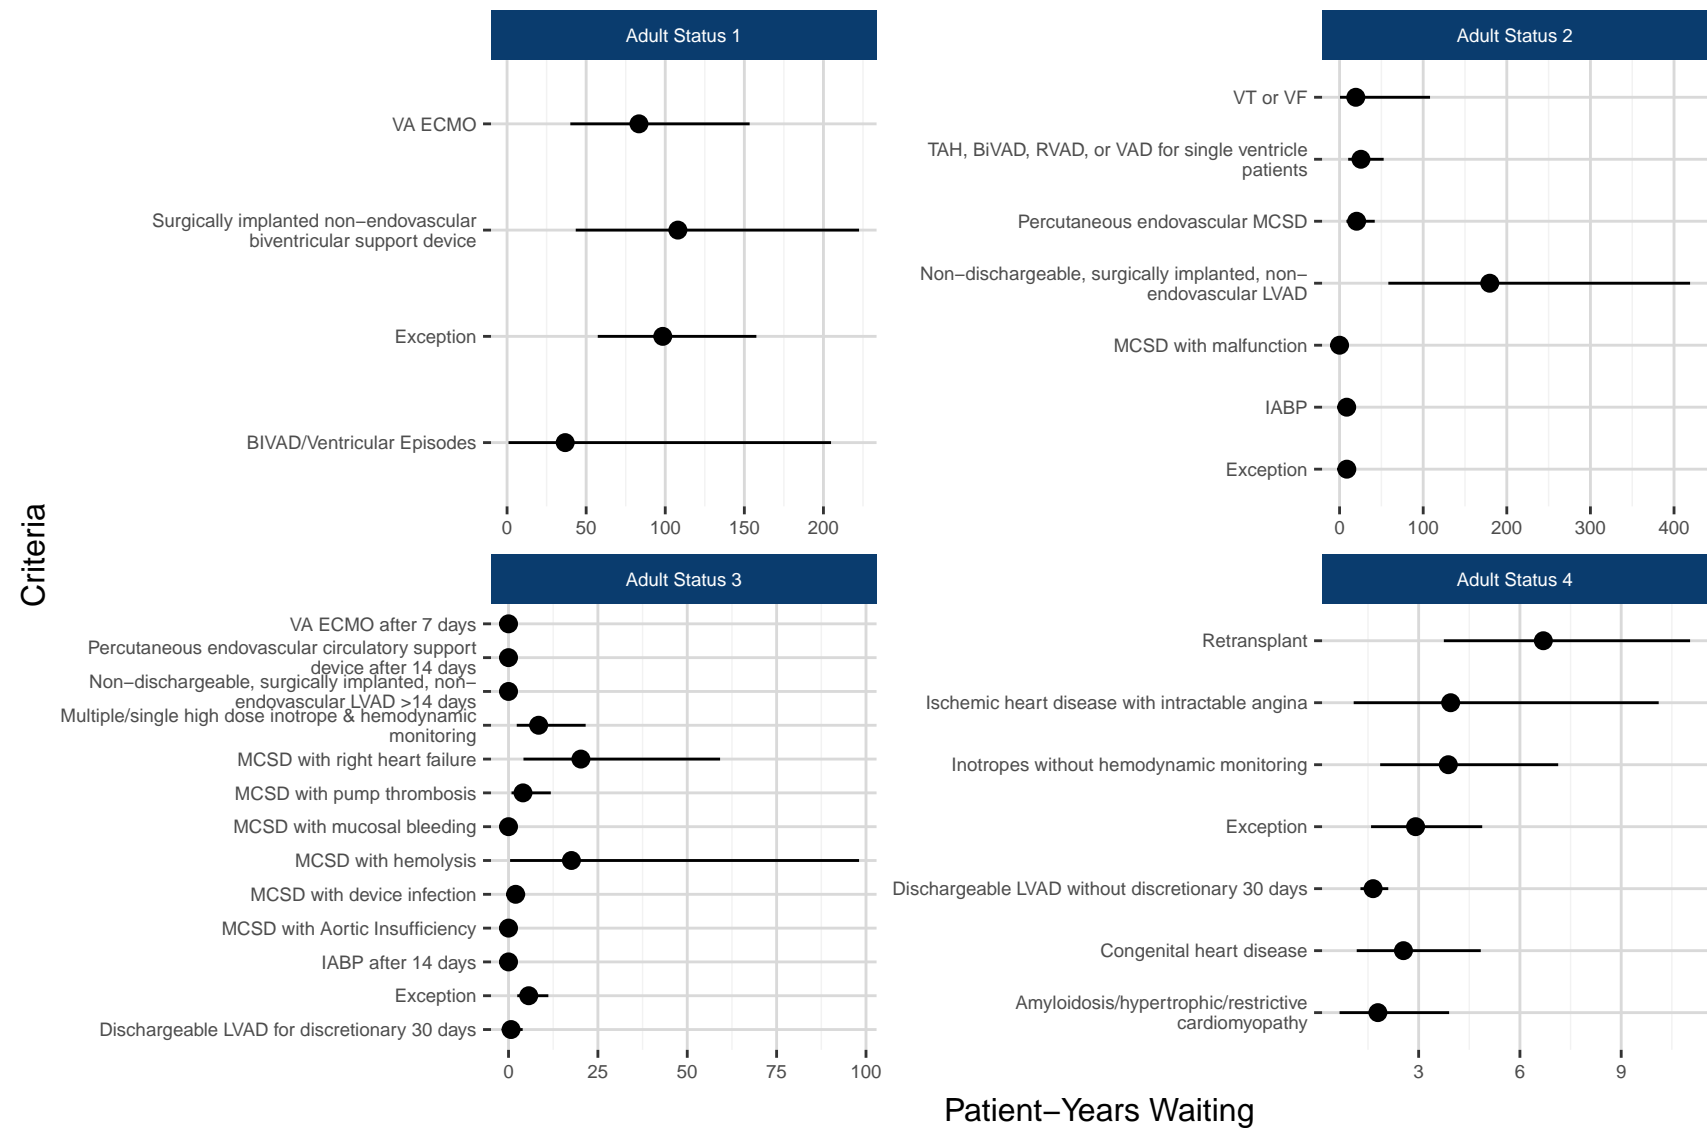 Adult Status 1
VA ECMO
Surgically implanted non−endovascular
biventricular support device
Exception
BIVAD/Ventricular Episodes
0 50 100 150 200
Adult Status 2
VT or VF
TAH, BiVAD, RVAD, or VAD for single ventricle
patients
Percutaneous endovascular MCSD
Non−dischargeable, surgically implanted, non−
endovascular LVAD
MCSD with malfunction
IABP
Exception
0 100 200 300 400
Criteria
Adult Status 3
VA ECMO after 7 days
Percutaneous endovascular circulatory support
device after 14 days
Non−dischargeable, surgically implanted, non−
endovascular LVAD >14 days
Multiple/single high dose inotrope & hemodynamic
monitoring
MCSD with right heart failure
MCSD with pump thrombosis
MCSD with mucosal bleeding
MCSD with hemolysis
MCSD with device infection
MCSD with Aortic Insufficiency
IABP after 14 days
Exception
Dischargeable LVAD for discretionary 30 days
0 25 50 75 100
Adult Status 4
Retransplant
Ischemic heart disease with intractable angina
Inotropes without hemodynamic monitoring
Exception
Dischargeable LVAD without discretionary 30 days
Congenital heart disease
Amyloidosis/hypertrophic/restrictive
cardiomyopathy
3 6 9
Patient−Years Waiting